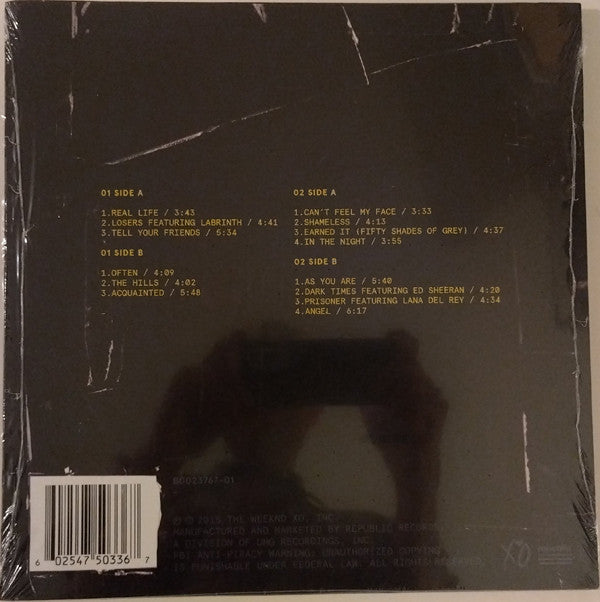 01 SIDE A
1.REAL LIFE / 3:43
2.LOSERS FEATURING LABRINTH / 4:41
3.TELL YOUR FRIENDS / 5:34
01 SIDE B
1.OFTEN / 4:09
2.THE HILLS / 4:02
3.ACQUAINTED / 5:48
02 SIDE A
1.CAN'T FEEL MY FACE / 3:33
2.SHAMELESS / 4:13
3.EARNED IT (FIFTY SHADES OF GREY) / 4:37
4.IN THE NIGHT / 3:55
02 SIDE B
1.AS YOU ARE / 5:40
2.DARK TIMES FEATURING ED SHEERAN / 4:20
3.PRISONER FEATURING LANA DEL REY / 4:34
4.ANGEL / 6:17
B0023767-01
℗ © 2015 THE WEEKND XO, INC.
MANUFACTURED AND MARKETED BY REPUBLIC RECORDS,
A DIVISION OF UMG RECORDINGS, INC.
FBI ANTI-PIRACY WARNING: UNAUTHORIZED COPYING
IS PUNISHABLE UNDER FEDERAL LAW. ALL RIGHTS RESERVED.
6 02547 50336 7
XO